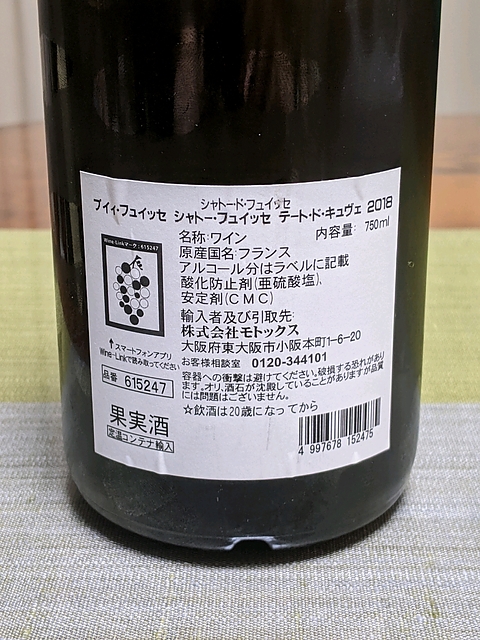 シャトード・フュイッセ
プイィ・フュイッセ シャトー・フュイッセ テート・ド・キュヴェ 2018
Wine-Linkマーク：615247
名称:ワイン 内容量: 750ml
原産国名:フランス
アルコール分はラベルに記載
酸化防止剤(亜硫酸塩)、
安定剤(CMC)
輸入者及び引取先:
株式会社モトックス
大阪府東大阪市小阪本町1-6-20
お客様相談室 0120-344101
↑スマートフォンアプリ
Wine-Linkで読み取ってください
品番 615247
容器への衝撃は避けてください。破損する恐れがあり
ます。オリ、酒石が沈殿していることがありますが品質
には問題はございません。
☆飲酒は20歳になってから
果実酒
定温コンテナ輸入
4 997678 152475